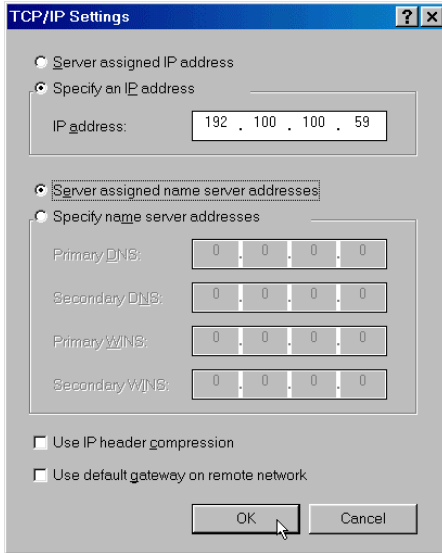 TCP/IP Settings
Server assigned IP address
Specify an IP address
IP address: 192 . 100 . 100 . 59
Server assigned name server addresses
Specify name server addresses
Primary DNS: 0 . 0 . 0 . 0
Secondary DNS: 0 . 0 . 0 . 0
Primary WINS: 0 . 0 . 0 . 0
Secondary WINS: 0 . 0 . 0 . 0
Use IP header compression
Use default gateway on remote network
OK Cancel